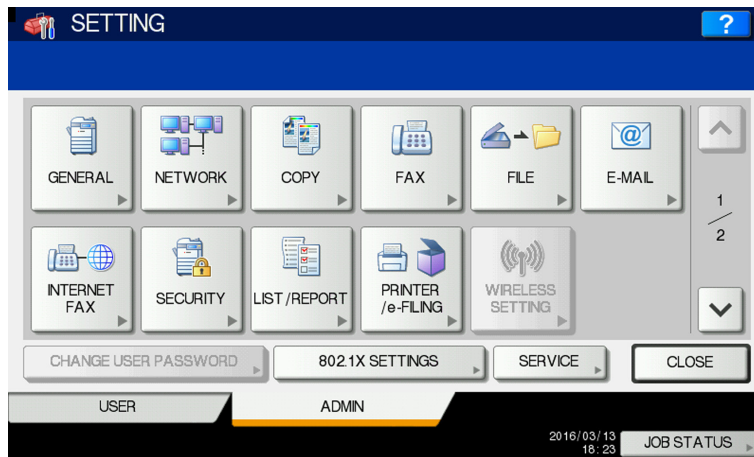 SETTING
?
GENERAL
NETWORK
COPY
FAX
FILE
E-MAIL
1
2
INTERNET
FAX
SECURITY
LIST/REPORT
PRINTER
/e-FILING
WIRELESS
SETTING
CHANGE USER PASSWORD
802.1X SETTINGS
SERVICE
CLOSE
USER
ADMIN
2016/03/13
18:23
JOB STATUS